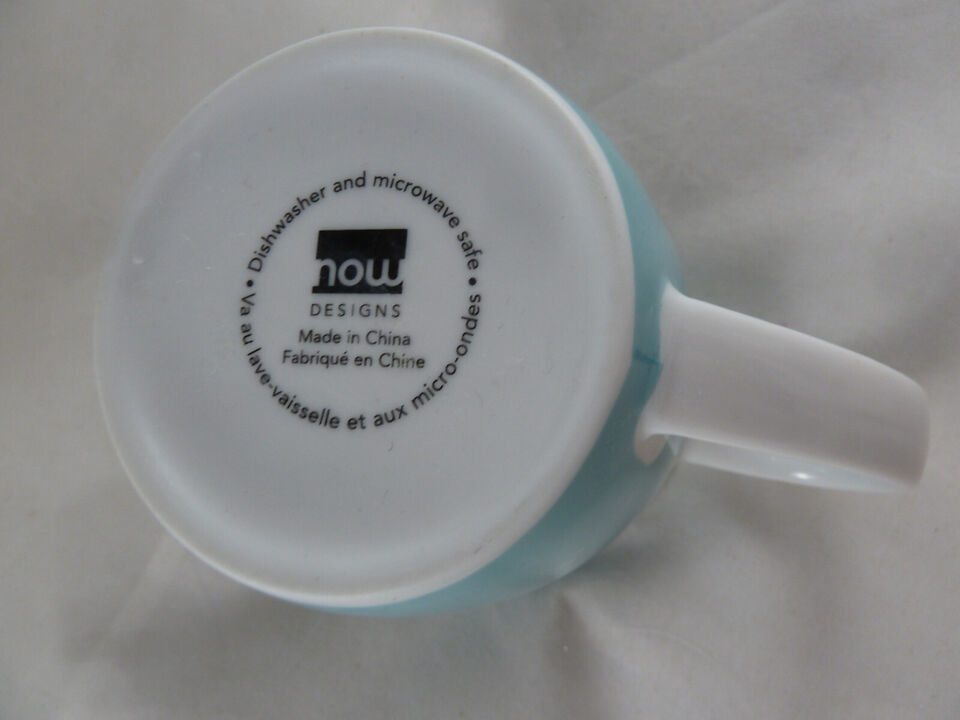 • Dishwasher and microwave safe •
now
DESIGNS
Made in China
Fabriqué en Chine
Va au lave-vaisselle et aux micro-ondes